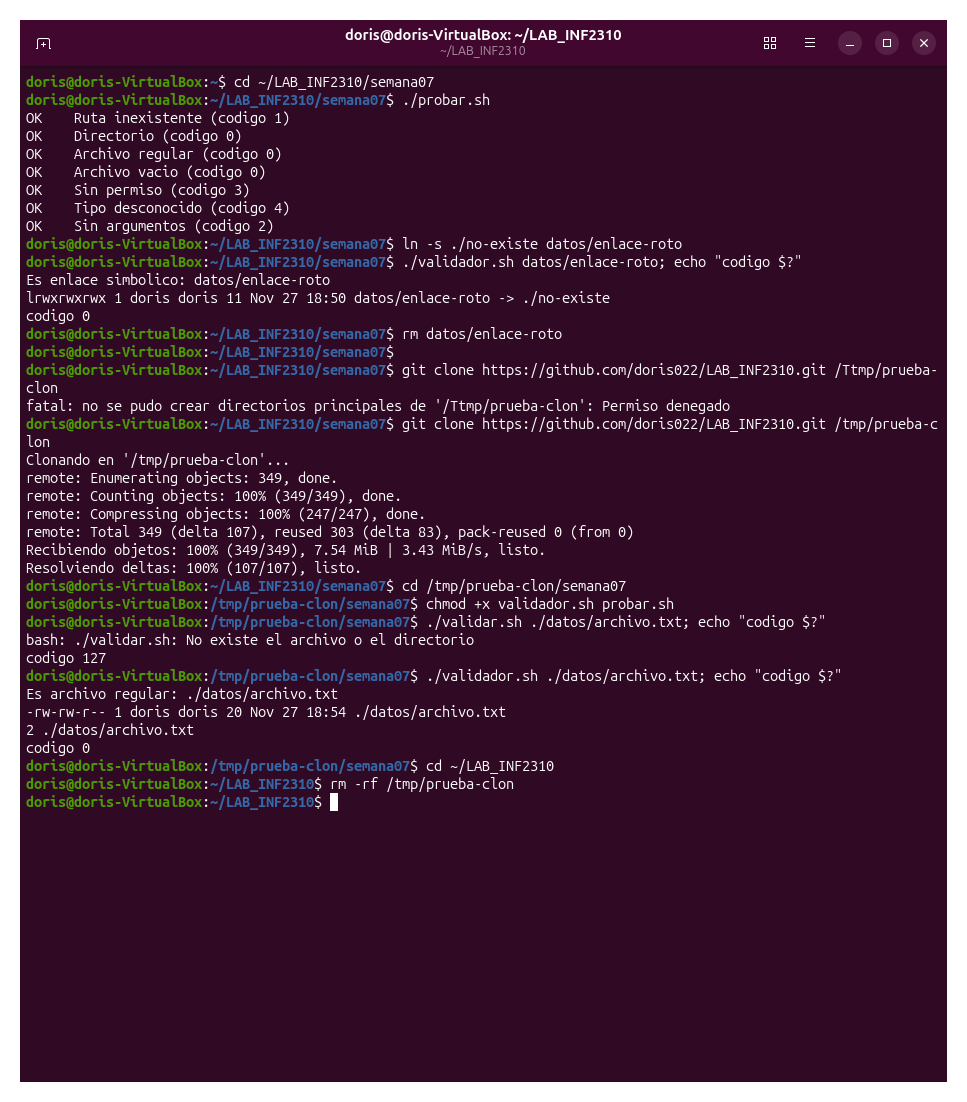 doris@doris-VirtualBox: ~/LAB_INF2310
~/LAB_INF2310
doris@doris-VirtualBox:~$ cd ~/LAB_INF2310/semana07
doris@doris-VirtualBox:~/LAB_INF2310/semana07$ ./probar.sh
OK    Ruta inexistente (codigo 1)
OK    Directorio (codigo 0)
OK    Archivo regular (codigo 0)
OK    Archivo vacio (codigo 0)
OK    Sin permiso (codigo 3)
OK    Tipo desconocido (codigo 4)
OK    Sin argumentos (codigo 2)
doris@doris-VirtualBox:~/LAB_INF2310/semana07$ ln -s ./no-existe datos/enlace-roto
doris@doris-VirtualBox:~/LAB_INF2310/semana07$ ./validador.sh datos/enlace-roto; echo "codigo $?"
Es enlace simbolico: datos/enlace-roto
lrwxrwxrwx 1 doris doris 11 Nov 27 18:50 datos/enlace-roto -> ./no-existe
codigo 0
doris@doris-VirtualBox:~/LAB_INF2310/semana07$ rm datos/enlace-roto
doris@doris-VirtualBox:~/LAB_INF2310/semana07$
doris@doris-VirtualBox:~/LAB_INF2310/semana07$ git clone https://github.com/doris022/LAB_INF2310.git /Ttmp/prueba-
clon
fatal: no se pudo crear directorios principales de '/Ttmp/prueba-clon': Permiso denegado
doris@doris-VirtualBox:~/LAB_INF2310/semana07$ git clone https://github.com/doris022/LAB_INF2310.git /tmp/prueba-c
lon
Clonando en '/tmp/prueba-clon'...
remote: Enumerating objects: 349, done.
remote: Counting objects: 100% (349/349), done.
remote: Compressing objects: 100% (247/247), done.
remote: Total 349 (delta 107), reused 303 (delta 83), pack-reused 0 (from 0)
Recibiendo objetos: 100% (349/349), 7.54 MiB | 3.43 MiB/s, listo.
Resolviendo deltas: 100% (107/107), listo.
doris@doris-VirtualBox:~/LAB_INF2310/semana07$ cd /tmp/prueba-clon/semana07
doris@doris-VirtualBox:/tmp/prueba-clon/semana07$ chmod +x validador.sh probar.sh
doris@doris-VirtualBox:/tmp/prueba-clon/semana07$ ./validar.sh ./datos/archivo.txt; echo "codigo $?"
bash: ./validar.sh: No existe el archivo o el directorio
codigo 127
doris@doris-VirtualBox:/tmp/prueba-clon/semana07$ ./validador.sh ./datos/archivo.txt; echo "codigo $?"
Es archivo regular: ./datos/archivo.txt
-rw-rw-r-- 1 doris doris 20 Nov 27 18:54 ./datos/archivo.txt
2 ./datos/archivo.txt
codigo 0
doris@doris-VirtualBox:/tmp/prueba-clon/semana07$ cd ~/LAB_INF2310
doris@doris-VirtualBox:~/LAB_INF2310$ rm -rf /tmp/prueba-clon
doris@doris-VirtualBox:~/LAB_INF2310$